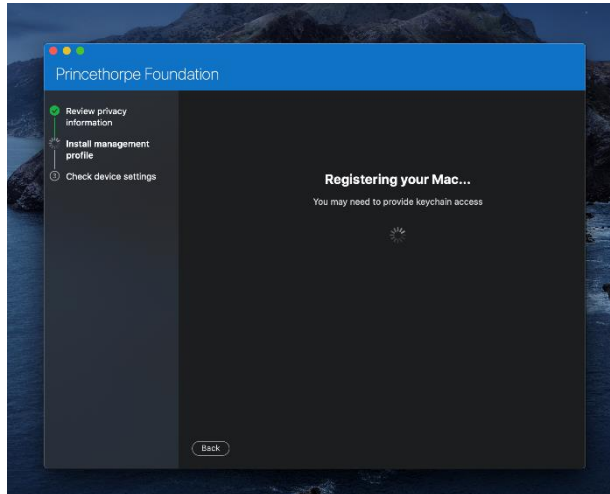 Princethorpe Foundation
Review privacy
information
Install management
profile
3 Check device settings
Registering your Mac...
You may need to provide keychain access
Back